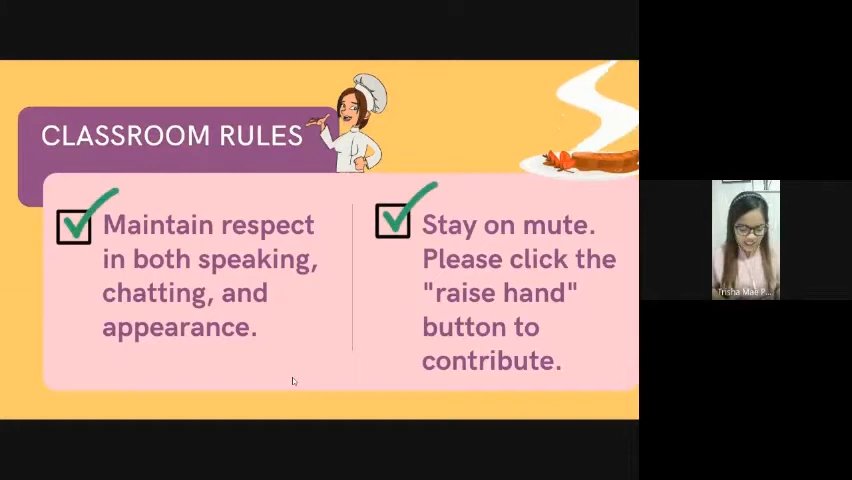 CLASSROOM RULES
Maintain respect
in both speaking,
chatting, and
appearance.
Stay on mute.
Please click the
"raise hand"
button to
contribute.
Trisha Mae P...